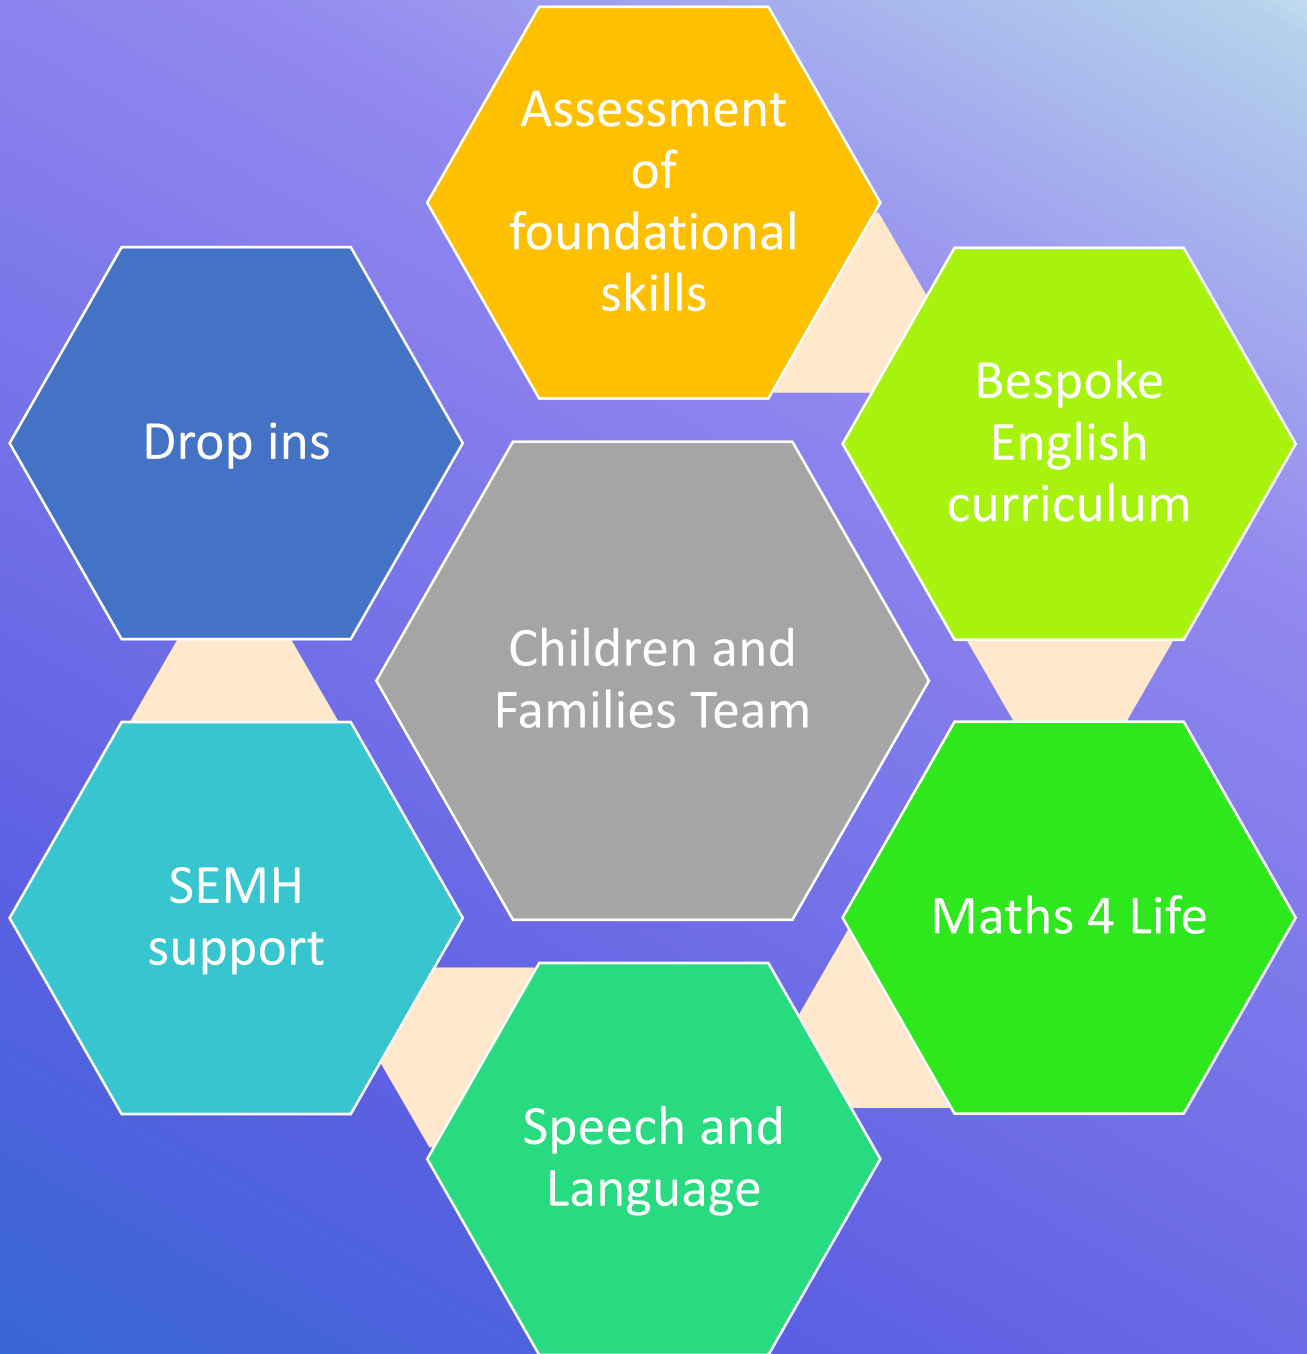 Assessment
of
foundational
skills
Bespoke
English
curriculum
Maths 4 Life
Speech and
Language
SEMH
support
Drop ins
Children and
Families Team